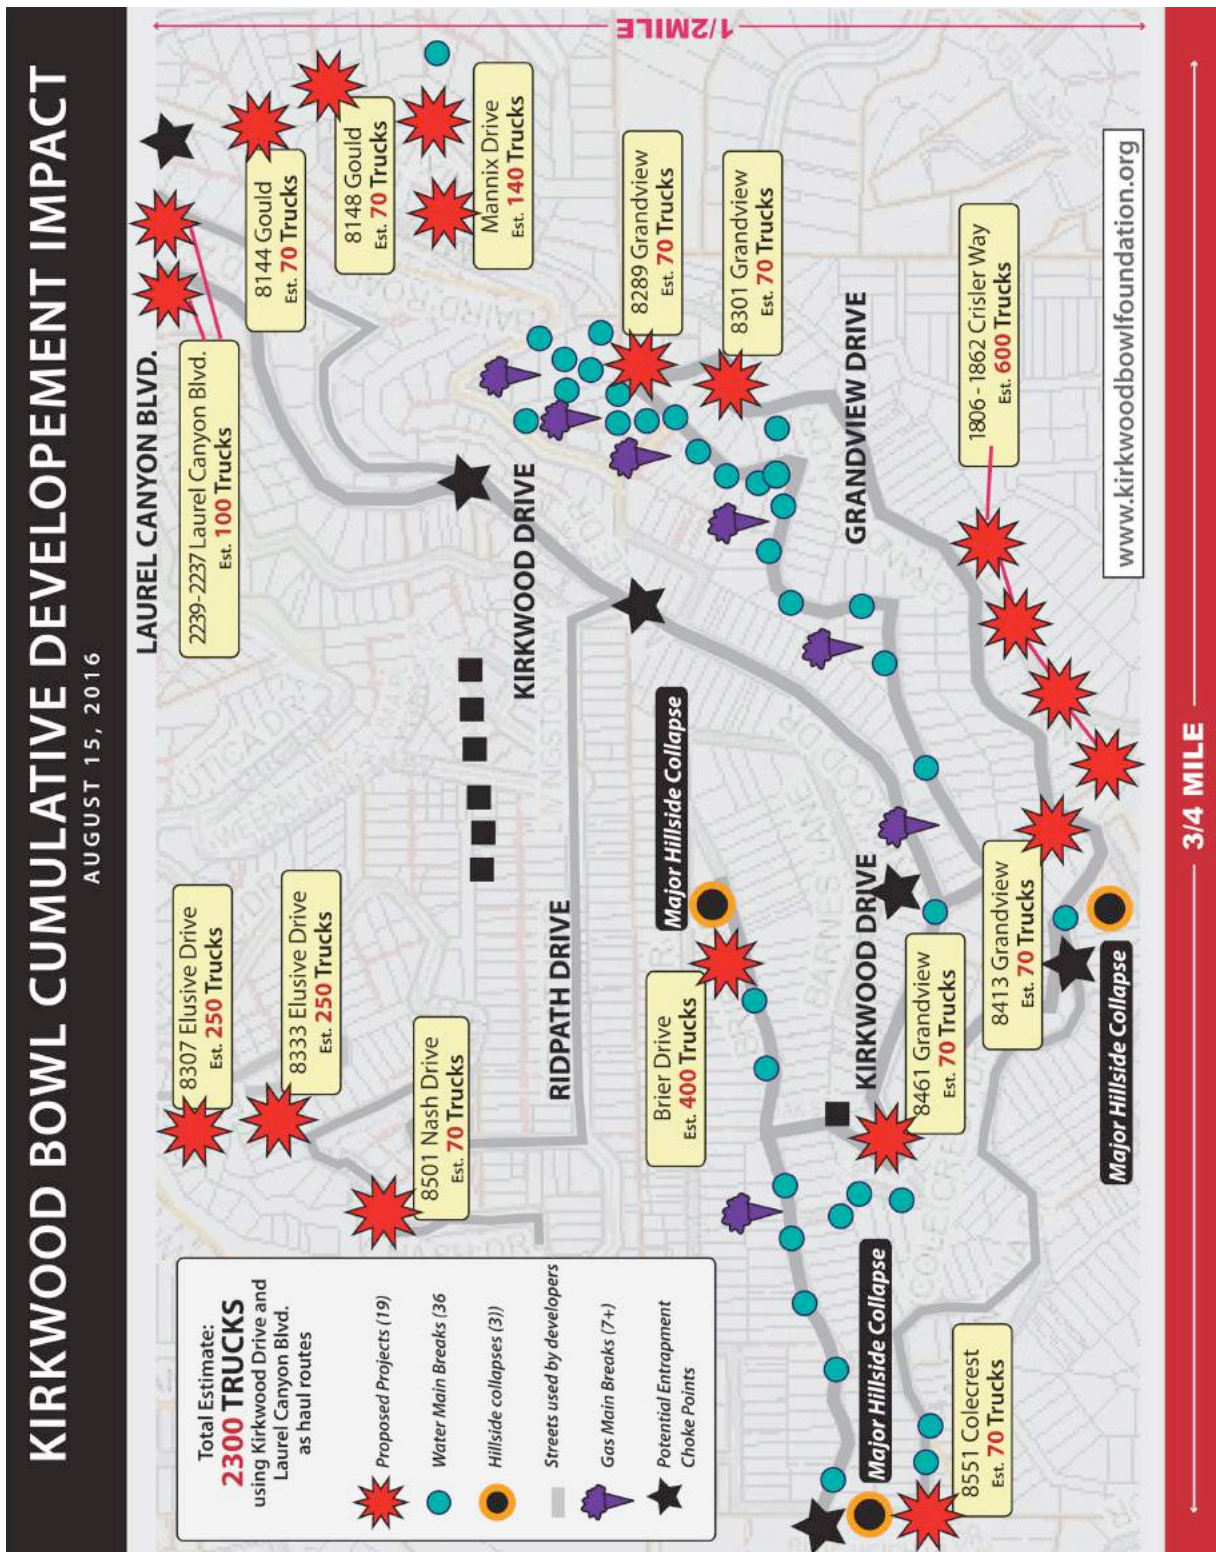 KIRKWOOD BOWL CUMULATIVE DEVELOPEMENT IMPACT
AUGUST 15, 2016
LAUREL CANYON BLVD.
8307 Elusive Drive
Est. 250 Trucks
8333 Elusive Drive
Est. 250 Trucks
8501 Nash Drive
Est. 70 Trucks
2239-2237 Laurel Canyon Blvd.
Est. 100 Trucks
8144 Gould
Est. 70 Trucks
8148 Gould
Est. 70 Trucks
Mannix Drive
Est. 140 Trucks
1/2MILE
Total Estimate:
2300 TRUCKS
using Kirkwood Drive and
Laurel Canyon Blvd.
as haul routes
Proposed Projects (19)
Water Main Breaks (36
Hillside collapses (3))
Streets used by developers
Gas Main Breaks (7+)
Potential Entrapment
Choke Points
RIDPATH DRIVE
KIRKWOOD DRIVE
Major Hillside Collapse
Brier Drive
Est. 400 Trucks
8289 Grandview
Est. 70 Trucks
8301 Grandview
Est. 70 Trucks
GRANDVIEW DRIVE
KIRKWOOD DRIVE
8461 Grandview
Est. 70 Trucks
8413 Grandview
Est. 70 Trucks
1806 -1862 Crisler Way
Est. 600 Trucks
Major Hillside Collapse
8551 Colecrest
Est. 70 Trucks
Major Hillside Collapse
www.kirkwoodbowlfoundation.org
3/4 MILE